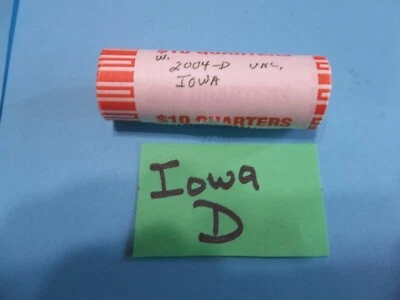 $10 QUARTERS
W. 2004-D UNC.
IOWA
$10 QUARTERS
Iowa
D